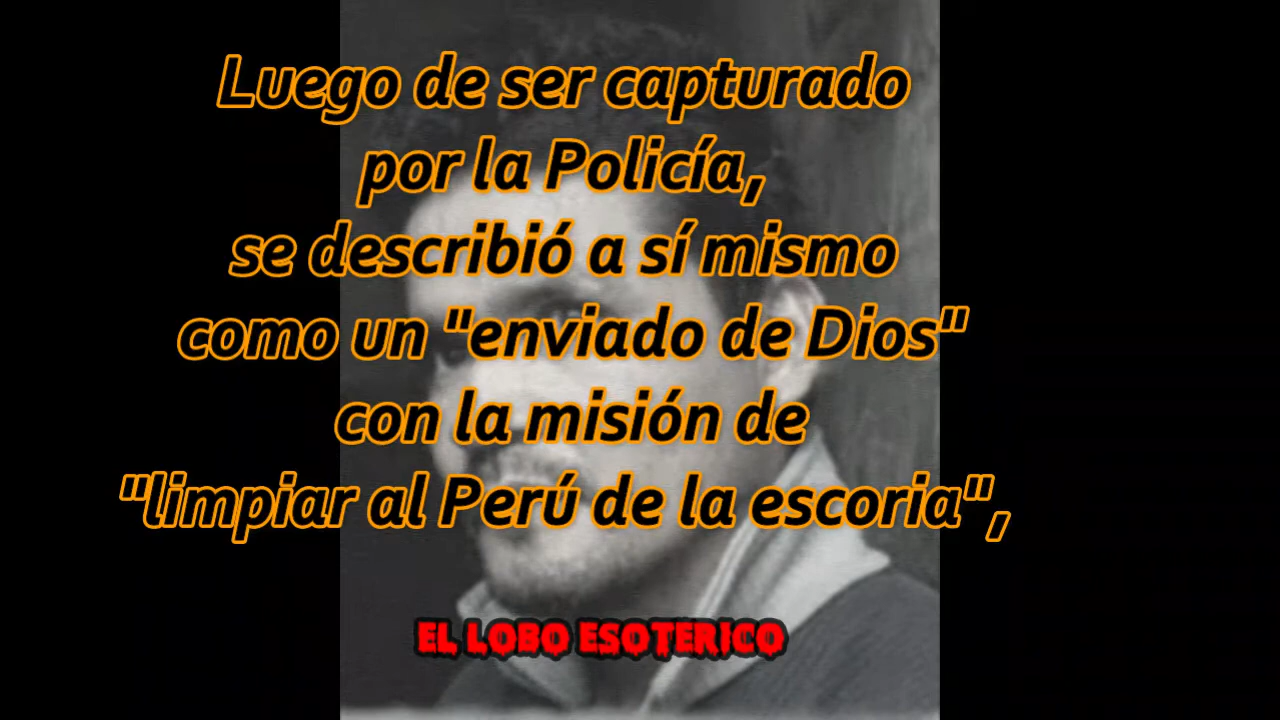 Luego de ser capturado
por la Policía,
se describió a sí mismo
como un "enviado de Dios"
con la misión de
"limpiar al Perú de la escoria",
EL LOBO ESOTERICO